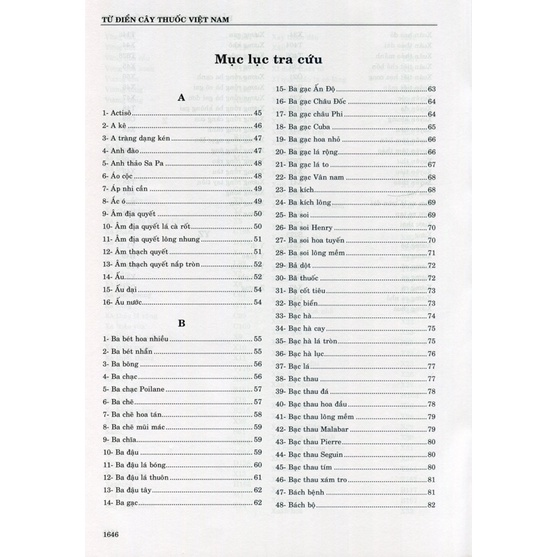 TỪ ĐIỂN CÂY THUỐC VIỆT NAM
Mục lục tra cứu
A
1- Actisô 45
2- A kê 46
3- A tràng dạng kén 47
4- Anh đào 47
5- Anh thảo Sa Pa 48
6- Áo cộc 48
7- Áp nhi cần 49
8- Ác ó 49
9- Âm địa quyết 50
10- Âm địa quyết lá cà rốt 50
11- Âm địa quyết lông nhung 51
12- Âm thạch quyết 51
13- Âm thạch quyết nắp tròn 52
14- Ấu 52
15- Ấu dại 54
16- Ấu nước 54
B
1- Ba bét hoa nhiều 55
2- Ba bét nhẵn 55
3- Ba bông 56
4- Ba chạc 56
5- Ba chạc Poilane 57
6- Ba chẽ 57
7- Ba chẽ hoa tán 58
8- Ba chẽ mũi mác 59
9- Ba chĩa 59
10- Ba đậu 59
11- Ba đậu lá bóng 60
12- Ba đậu lá thuôn 61
13- Ba đậu tây 62
14- Ba gạc 62
15- Ba gạc Ấn Độ 63
16- Ba gạc Châu Đốc 64
17- Ba gạc châu Phi 64
18- Ba gạc Cuba 65
19- Ba gạc hoa nhỏ 66
20- Ba gạc lá rộng 66
21- Ba gạc lá to 67
22- Ba gạc Vân nam 68
23- Ba kích 68
24- Ba kích lông 69
25- Ba soi 69
26- Ba soi Henry 70
27- Ba soi hoa tuyến 70
28- Ba soi lông mềm 71
29- Bả dột 72
30- Bã thuốc 72
31- Bạ cốt tiêu 73
32- Bạc biển 73
33- Bạc hà 74
34- Bạc hà cay 75
35- Bạc hà lá tròn 75
36- Bạc hà lục 76
37- Bạc lá 77
38- Bạc thau 77
39- Bạc thau đá 78
40- Bạc thau hoa đầu 78
41- Bạc thau lông mềm 79
42- Bạc thau Malabar 79
43- Bạc thau Pierre 80
44- Bạc thau Seguin 80
45- Bạc thau tím 80
46- Bạc thau xám tro 81
47- Bách bệnh 81
48- Bách bộ 82
1646